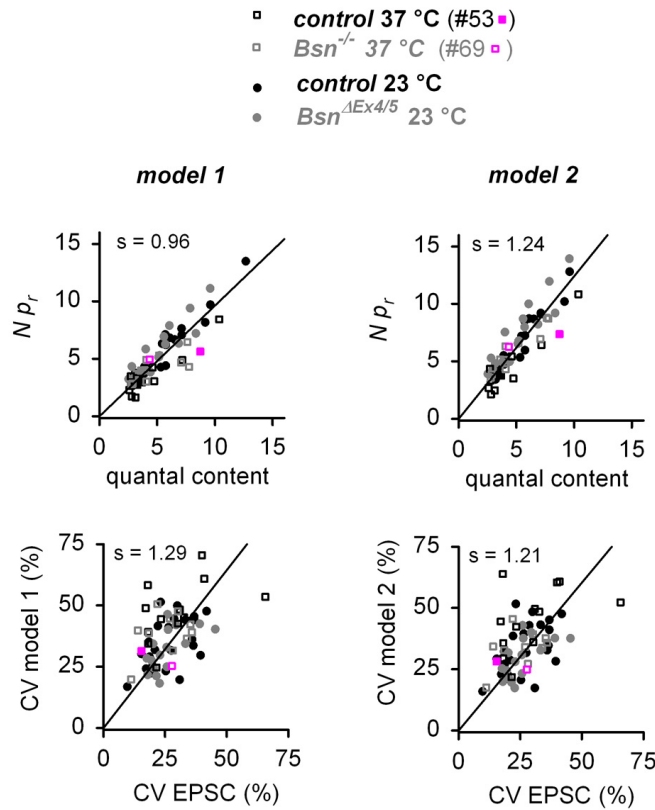 control 37 °C (#53 )
Bsn-/- 37 °C (#69 )
control 23 °C
BsnΔEx4/5 23 °C
model 1
model 2
s = 0.96
s = 1.24
15
10
5
0
N pr
0 5 10 15
quantal content
15
10
5
0
N pr
0 5 10 15
quantal content
s = 1.29
s = 1.21
75
50
25
0
CV model 1 (%)
0 25 50 75
CV EPSC (%)
75
50
25
0
CV model 2 (%)
0 25 50 75
CV EPSC (%)